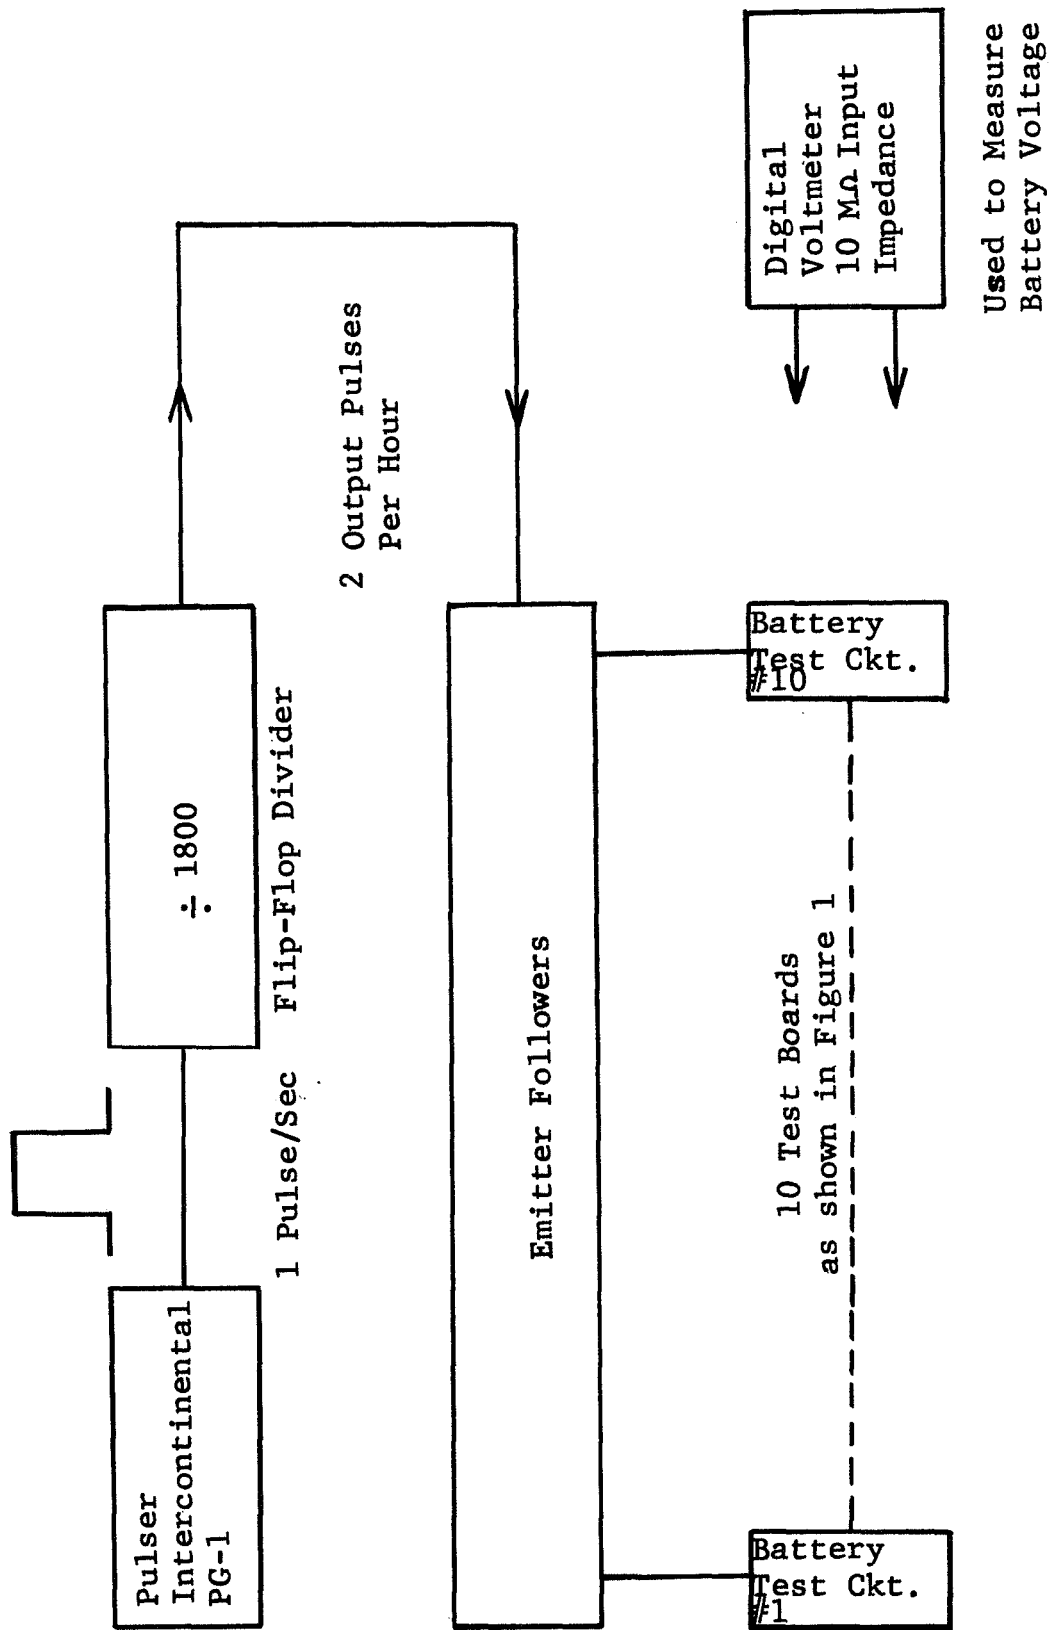 Pulser
Intercontinental
PG-1
1 Pulse/Sec
÷ 1800
Flip-Flop Divider
2 Output Pulses
Per Hour
Emitter Followers
Battery
Test Ckt.
#1
10 Test Boards
as shown in Figure 1
Battery
Test Ckt.
#10
Digital
Voltmeter
10 MΩ Input
Impedance
Used to Measure
Battery Voltage